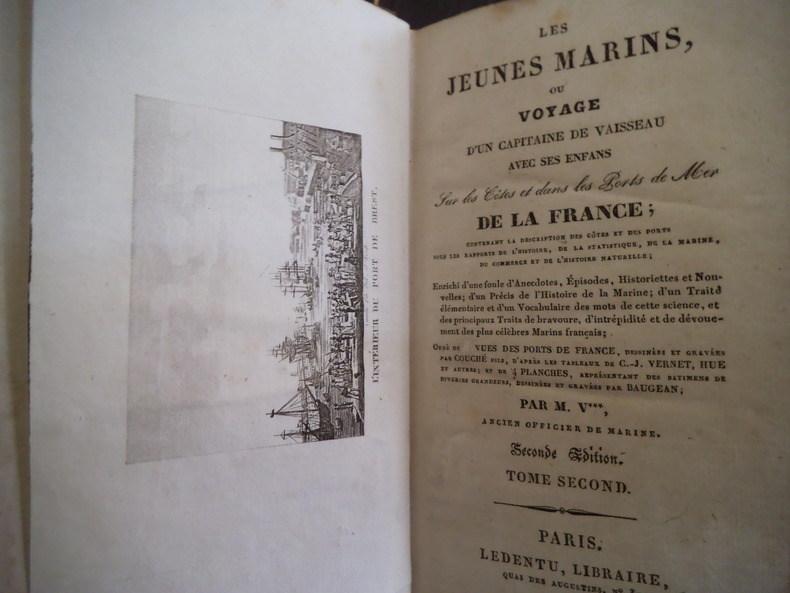 L'INTÉRIEUR DU PORT DE BREST.
LES
JEUNES MARINS,
OU
VOYAGE
D'UN CAPITAINE DE VAISSEAU
AVEC SES ENFANS
Sur les Côtes et dans les Ports de Mer
DE LA FRANCE;
CONTENANT LA DESCRIPTION DES CÔTES ET DES PORTS
SOUS LES RAPPORTS DE L'HISTOIRE, DE LA STATISTIQUE, DE LA MARINE,
DU COMMERCE ET DE L'HISTOIRE NATURELLE;
Enrichi d'une foule d'Anecdotes, Épisodes, Historiettes et Nou-
velles; d'un Précis de l'Histoire de la Marine; d'un Traité
élémentaire et d'un Vocabulaire des mots de cette science, et
des principaux Traits de bravoure, d'intrépidité et de dévoue-
ment des plus célèbres Marins français;
ORNÉ DE VUES DES PORTS DE FRANCE, DESSINÉES ET GRAVÉES
PAR COUCHÉ FILS, D'APRÈS LES TABLEAUX DE C.-J. VERNET, HUE
ET AUTRES; ET DE 4 PLANCHES, REPRÉSENTANT DES BATIMENS DE
DIVERSES GRANDEURS, DESSINÉES ET GRAVÉES PAR BAUGEAN;
PAR M. V***,
ANCIEN OFFICIER DE MARINE.
Seconde Édition.
TOME SECOND.
PARIS.
LEDENTU, LIBRAIRE,
QUAI DES AUGUSTINS,